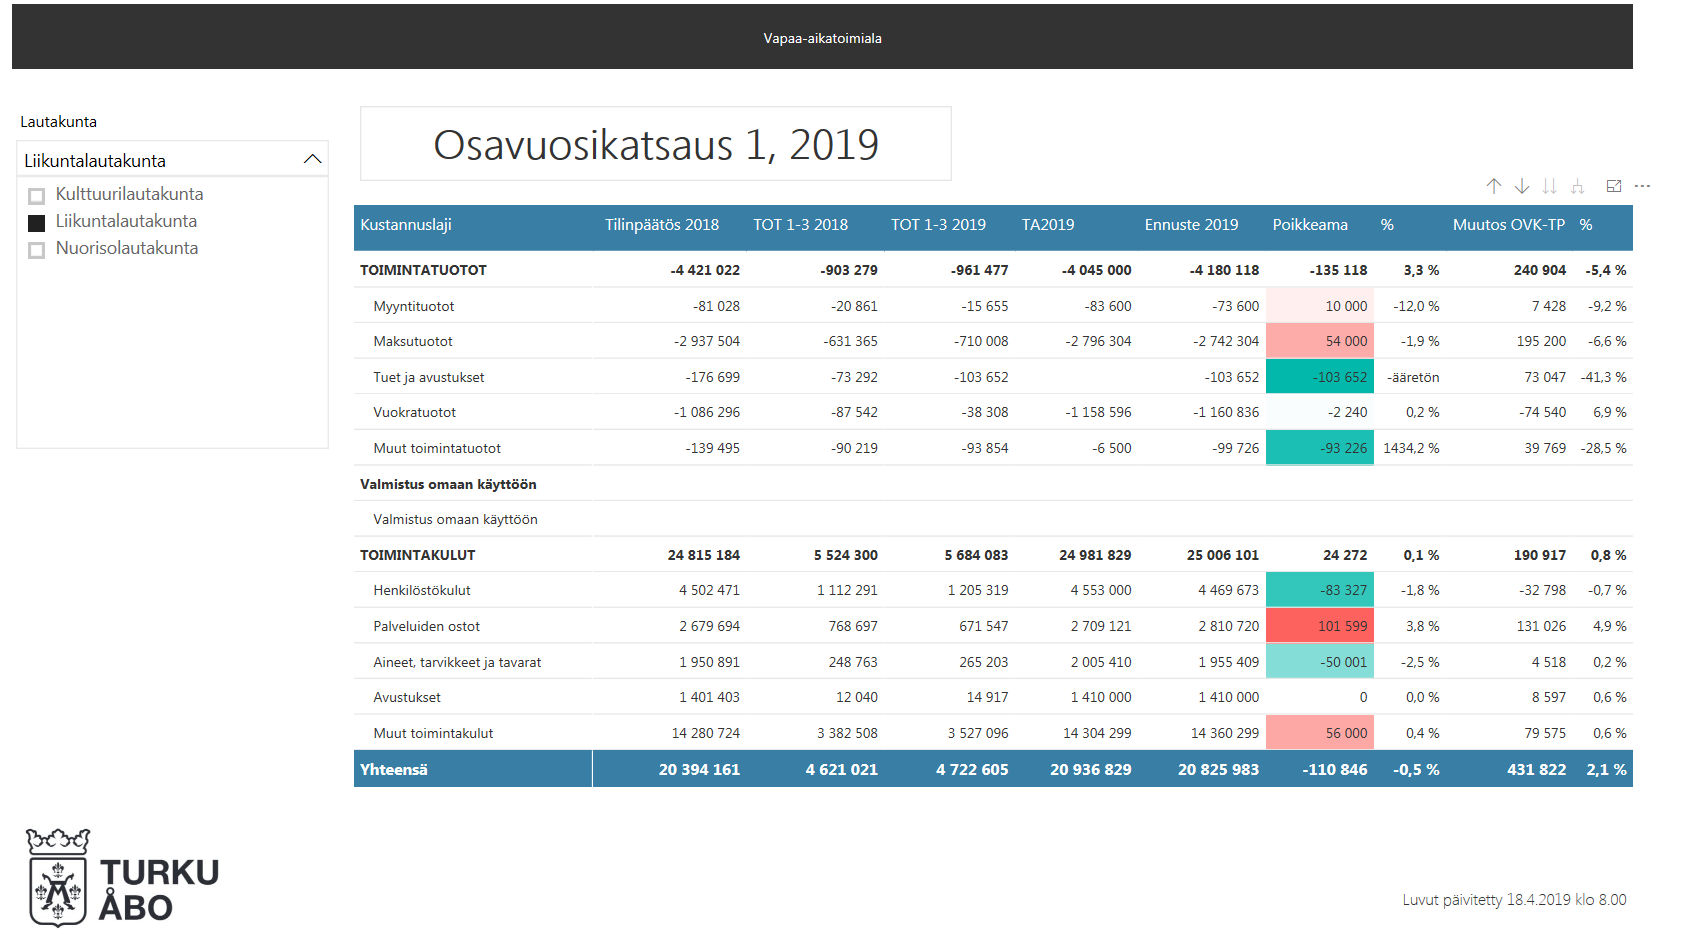 Vapaa-aikatoimiala
Lautakunta
Liikuntalautakunta
Kulttuurilautakunta
Liikuntalautakunta
Nuorisolautakunta
Osavuosikatsaus 1, 2019
Kustannuslaji Tilinpäätös 2018 TOT 1-3 2018 TOT 1-3 2019 TA2019 Ennuste 2019 Poikkeama % Muutos OVK-TP %
TOIMINTATUOTOT -4 421 022 -903 279 -961 477 -4 045 000 -4 180 118 -135 118 3,3 % 240 904 -5,4 %
Myyntituotot -81 028 -20 861 -15 655 -83 600 -73 600 10 000 -12,0 % 7 428 -9,2 %
Maksutuotot -2 937 504 -631 365 -710 008 -2 796 304 -2 742 304 54 000 -1,9 % 195 200 -6,6 %
Tuet ja avustukset -176 699 -73 292 -103 652 -103 652 -103 652 -ääretön 73 047 -41,3 %
Vuokratuotot -1 086 296 -87 542 -38 308 -1 158 596 -1 160 836 -2 240 0,2 % -74 540 6,9 %
Muut toimintatuotot -139 495 -90 219 -93 854 -6 500 -99 726 -93 226 1434,2 % 39 769 -28,5 %
Valmistus omaan käyttöön
Valmistus omaan käyttöön
TOIMINTAKULUT 24 815 184 5 524 300 5 684 083 24 981 829 25 006 101 24 272 0,1 % 190 917 0,8 %
Henkilöstökulut 4 502 471 1 112 291 1 205 319 4 553 000 4 469 673 -83 327 -1,8 % -32 798 -0,7 %
Palveluiden ostot 2 679 694 768 697 671 547 2 709 121 2 810 720 101 599 3,8 % 131 026 4,9 %
Aineet, tarvikkeet ja tavarat 1 950 891 248 763 265 203 2 005 410 1 955 409 -50 001 -2,5 % 4 518 0,2 %
Avustukset 1 401 403 12 040 14 917 1 410 000 1 410 000 0 0,0 % 8 597 0,6 %
Muut toimintakulut 14 280 724 3 382 508 3 527 096 14 304 299 14 360 299 56 000 0,4 % 79 575 0,6 %
Yhteensä 20 394 161 4 621 021 4 722 605 20 936 829 20 825 983 -110 846 -0,5 % 431 822 2,1 %
TURKU
ÅBO
Luvut päivitetty 18.4.2019 klo 8.00